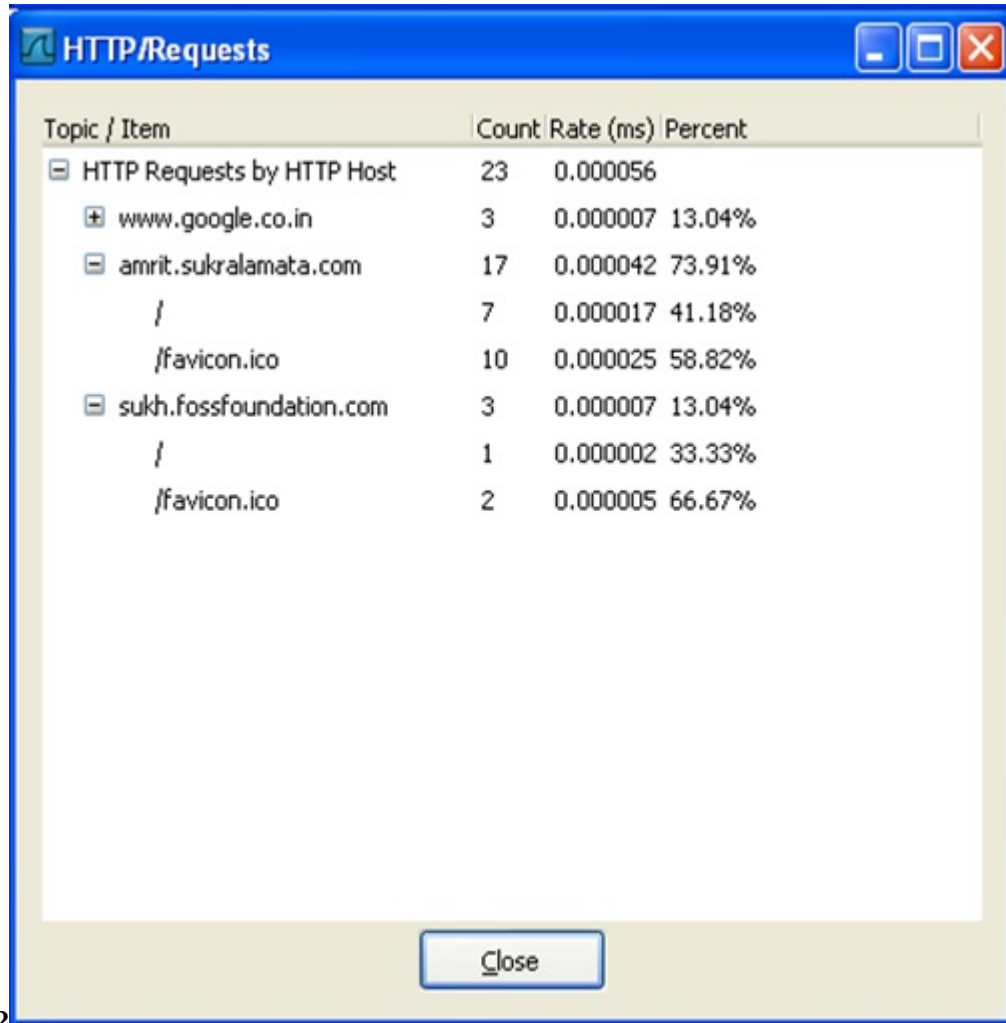 HTTP/Requests
Topic / Item Count Rate (ms) Percent
HTTP Requests by HTTP Host 23 0.000056
www.google.co.in 3 0.000007 13.04%
amrit.sukralamata.com 17 0.000042 73.91%
/ 7 0.000017 41.18%
/favicon.ico 10 0.000025 58.82%
sukh.fossfoundation.com 3 0.000007 13.04%
/ 1 0.000002 33.33%
/favicon.ico 2 0.000005 66.67%
Close